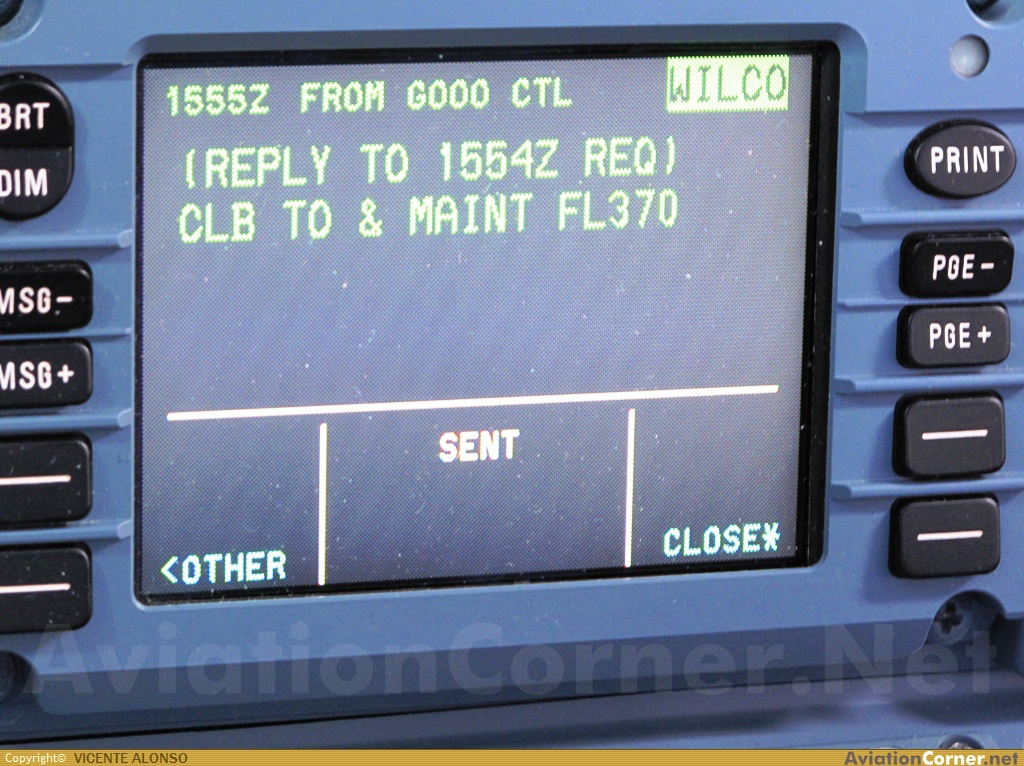 1555Z FROM GOOO CTL WILCO
(REPLY TO 1554Z REQ)
CLB TO & MAINT FL370
SENT
<OTHER
CLOSE*
BRT
DIM
MSG-
MSG+
PRINT
PGE-
PGE+
AviationCorner.Net
Copyright© VICENTE ALONSO
AviationCorner.net